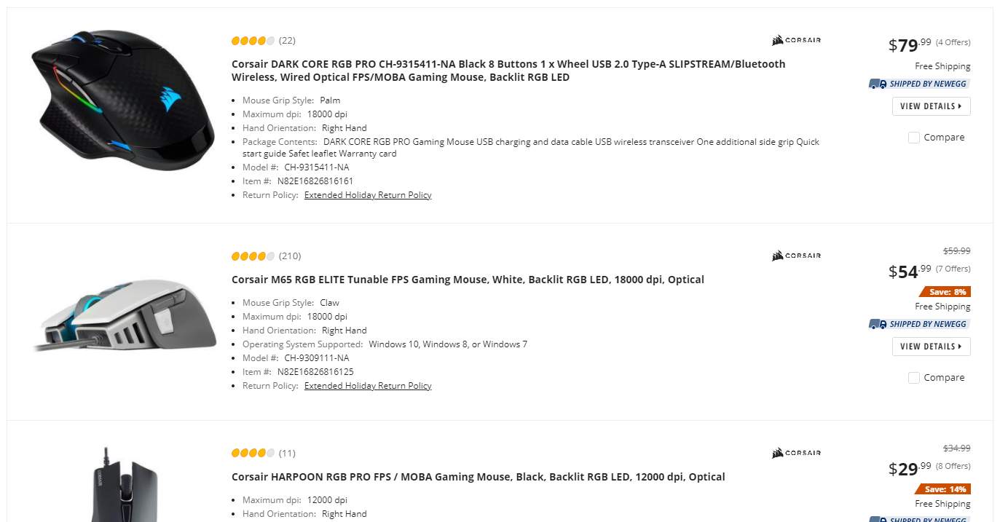 (22)
CORSAIR
$79.99 (4 Offers)
Corsair DARK CORE RGB PRO CH-9315411-NA Black 8 Buttons 1 x Wheel USB 2.0 Type-A SLIPSTREAM/Bluetooth
Wireless, Wired Optical FPS/MOBA Gaming Mouse, Backlit RGB LED
Free Shipping
SHIPPED BY NEWEGG
VIEW DETAILS
Compare
Mouse Grip Style: Palm
Maximum dpi: 18000 dpi
Hand Orientation: Right Hand
Package Contents: DARK CORE RGB PRO Gaming Mouse USB charging and data cable USB wireless transceiver One additional side grip Quick
start guide Safet leaflet Warranty card
Model #: CH-9315411-NA
Item #: N82E16826816161
Return Policy: Extended Holiday Return Policy
(210)
CORSAIR
$59.99
$54.99 (7 Offers)
Save: 8%
Free Shipping
SHIPPED BY NEWEGG
VIEW DETAILS
Compare
Corsair M65 RGB ELITE Tunable FPS Gaming Mouse, White, Backlit RGB LED, 18000 dpi, Optical
Mouse Grip Style: Claw
Maximum dpi: 18000 dpi
Hand Orientation: Right Hand
Operating System Supported: Windows 10, Windows 8, or Windows 7
Model #: CH-9309111-NA
Item #: N82E16826816125
Return Policy: Extended Holiday Return Policy
CORSAIR
(11)
CORSAIR
$34.99
$29.99 (8 Offers)
Save: 14%
Free Shipping
SHIPPED BY NEWEGG
Corsair HARPOON RGB PRO FPS / MOBA Gaming Mouse, Black, Backlit RGB LED, 12000 dpi, Optical
Maximum dpi: 12000 dpi
Hand Orientation: Right Hand